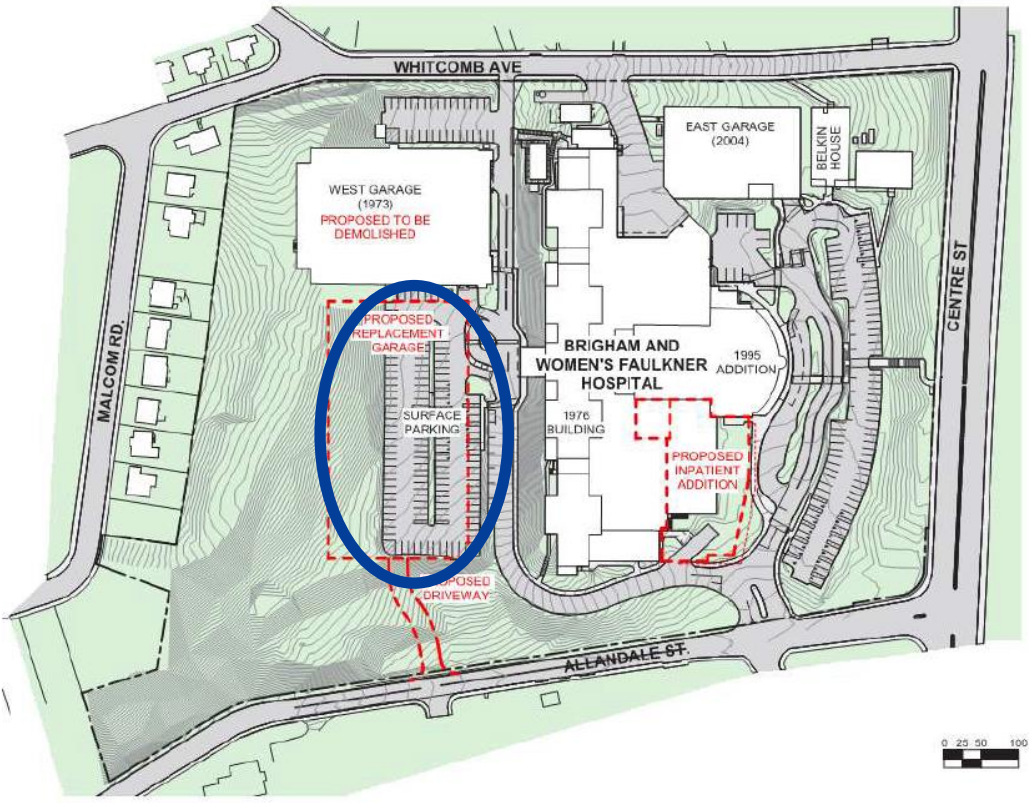 WHITCOMB AVE
EAST GARAGE
(2004)
BELKIN
HOUSE
WEST GARAGE
(1973)
PROPOSED TO BE
DEMOLISHED
MALCOM RD.
CENTRE ST
PROPOSED
REPLACEMENT
GARAGE
BRIGHAM AND
WOMEN'S FAULKNER
HOSPITAL
1995
ADDITION
SURFACE
PARKING
1976
BUILDING
PROPOSED
INPATIENT
ADDITION
OPOSED
DRIVEWAY
ALLANDALE ST.
0 25 50 100